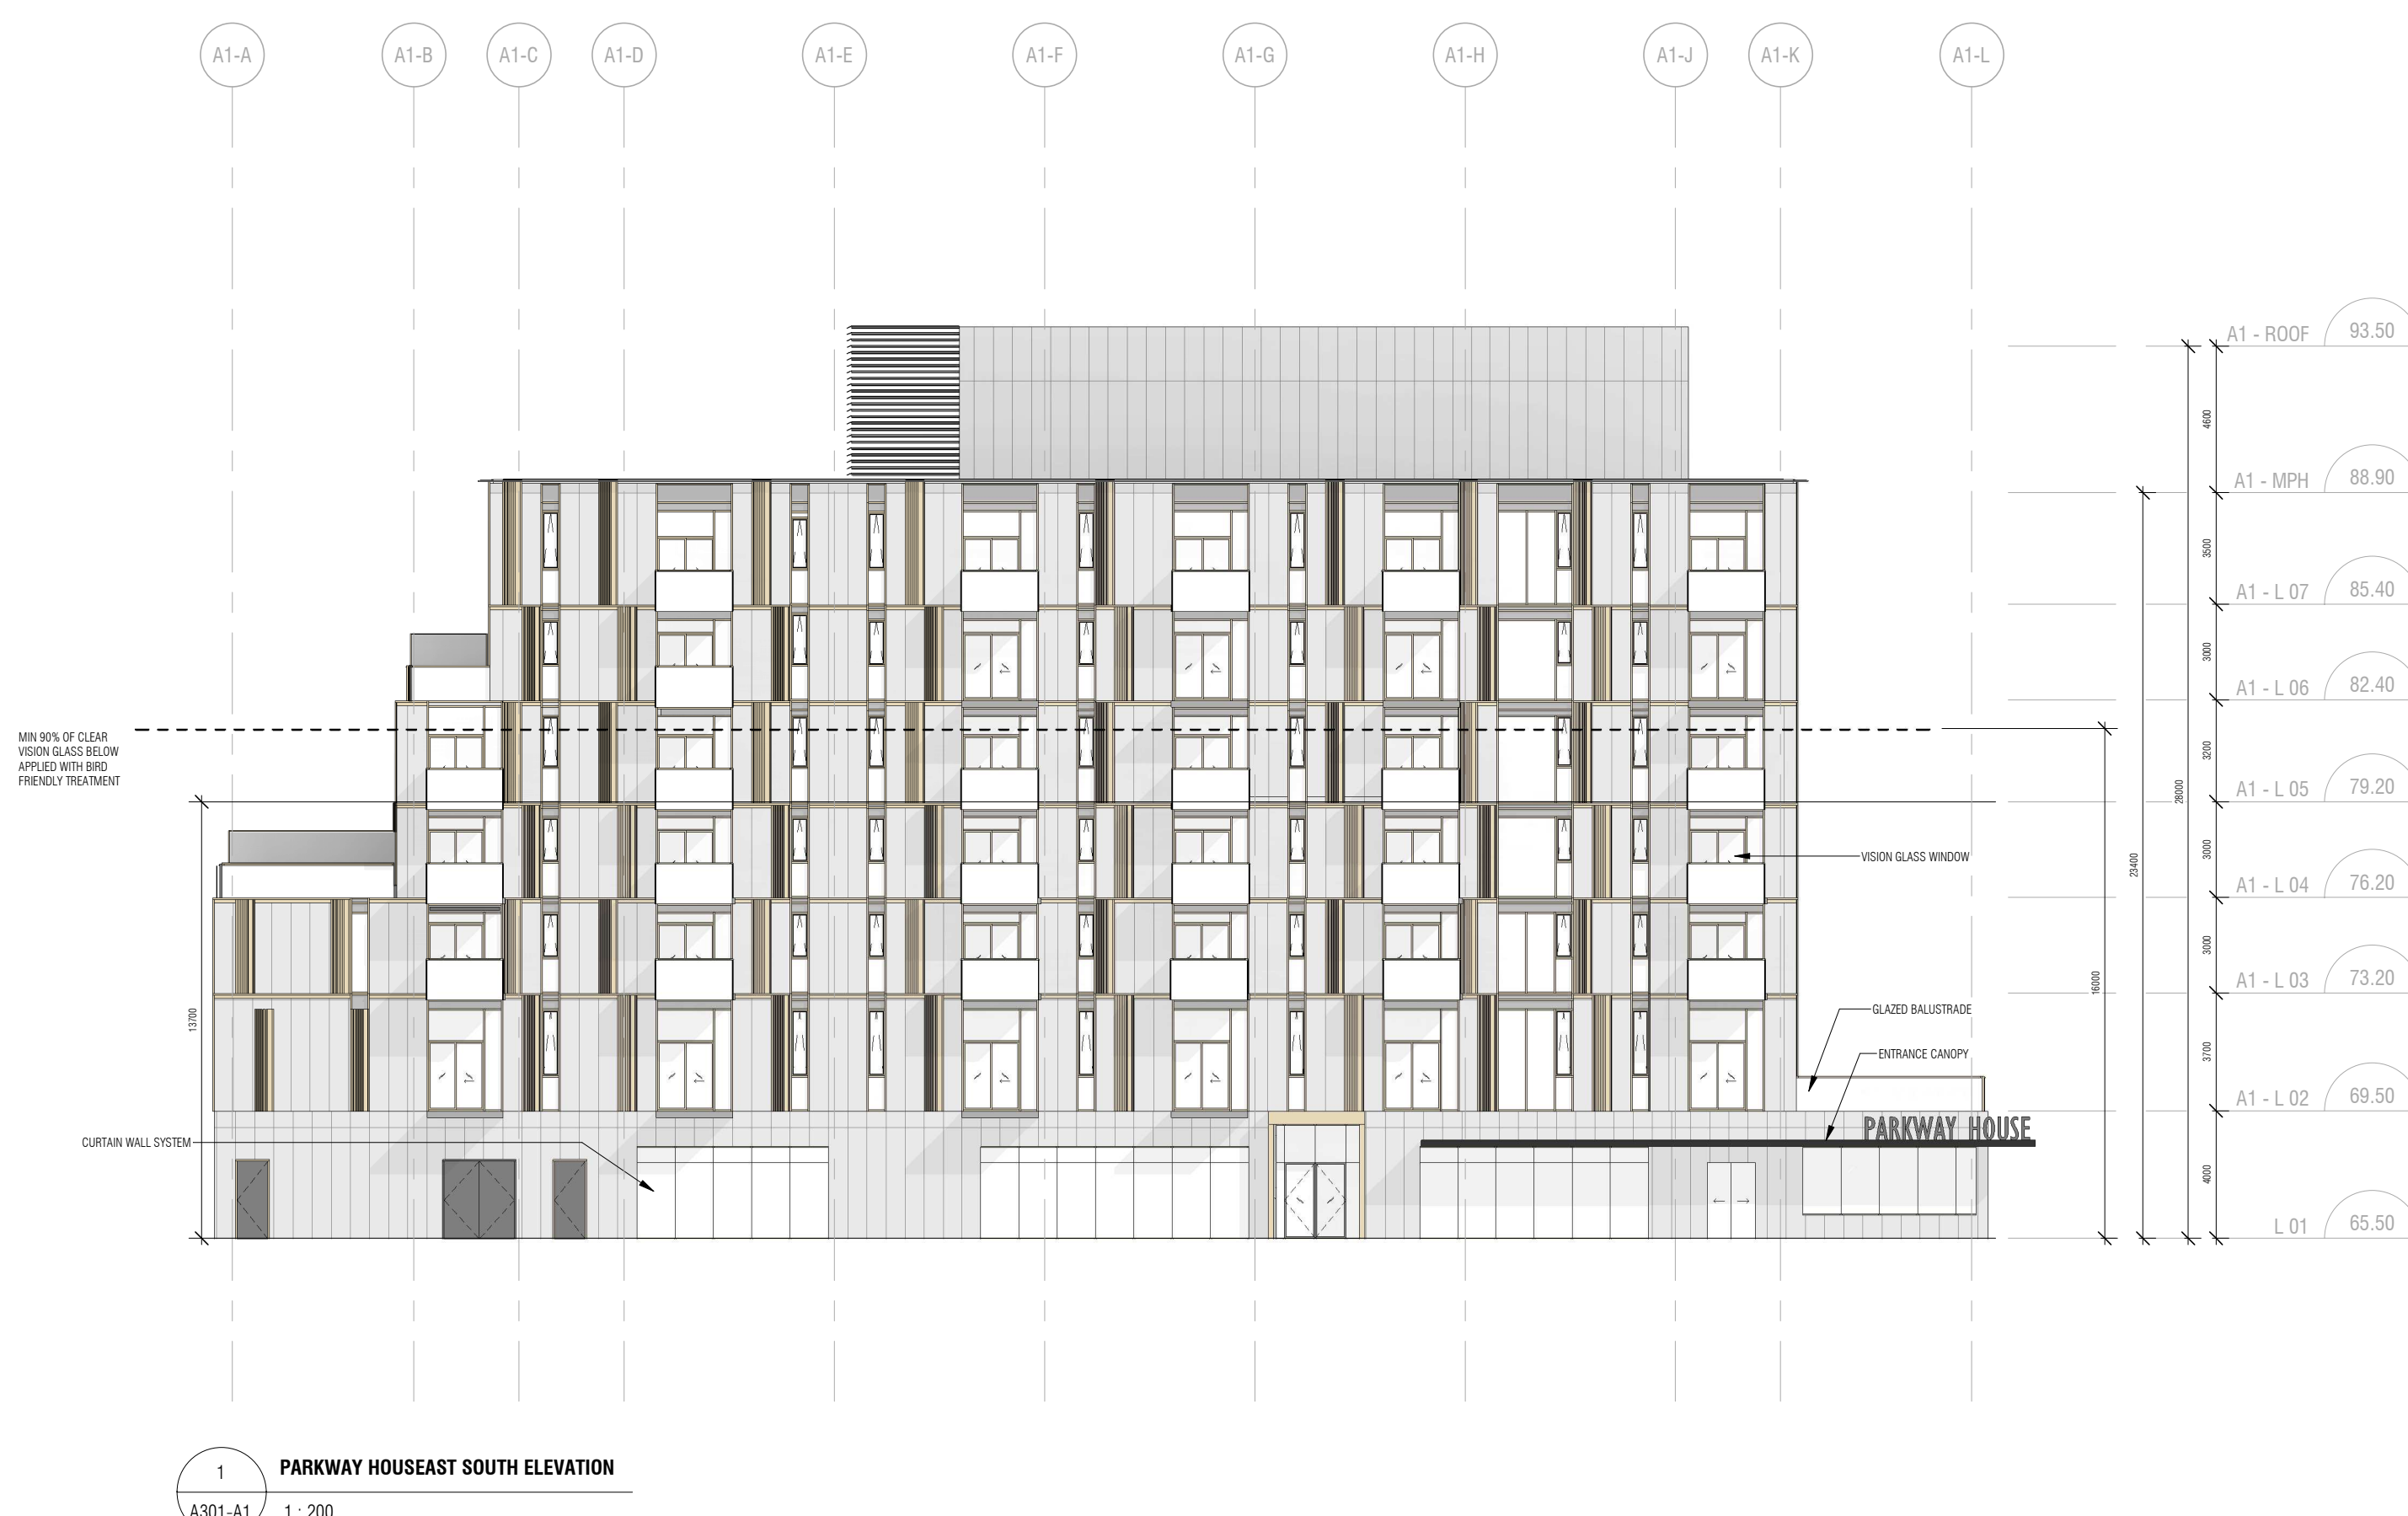 A1-A A1-B A1-C A1-D A1-E A1-F A1-G A1-H A1-J A1-K A1-L
A1 - ROOF 93.50
4600
A1 - MPH 88.90
3500
A1 - L 07 85.40
3000
A1 - L 06 82.40
3200
A1 - L 05 79.20
3000
A1 - L 04 76.20
3000
A1 - L 03 73.20
3700
A1 - L 02 69.50
4000
L 01 65.50
28000
23400
16000
13700
MIN 90% OF CLEAR
VISION GLASS BELOW
APPLIED WITH BIRD
FRIENDLY TREATMENT
VISION GLASS WINDOW
GLAZED BALUSTRADE
ENTRANCE CANOPY
PARKWAY HOUSE
CURTAIN WALL SYSTEM
1 PARKWAY HOUSEAST SOUTH ELEVATION
A301-A1 1 : 200